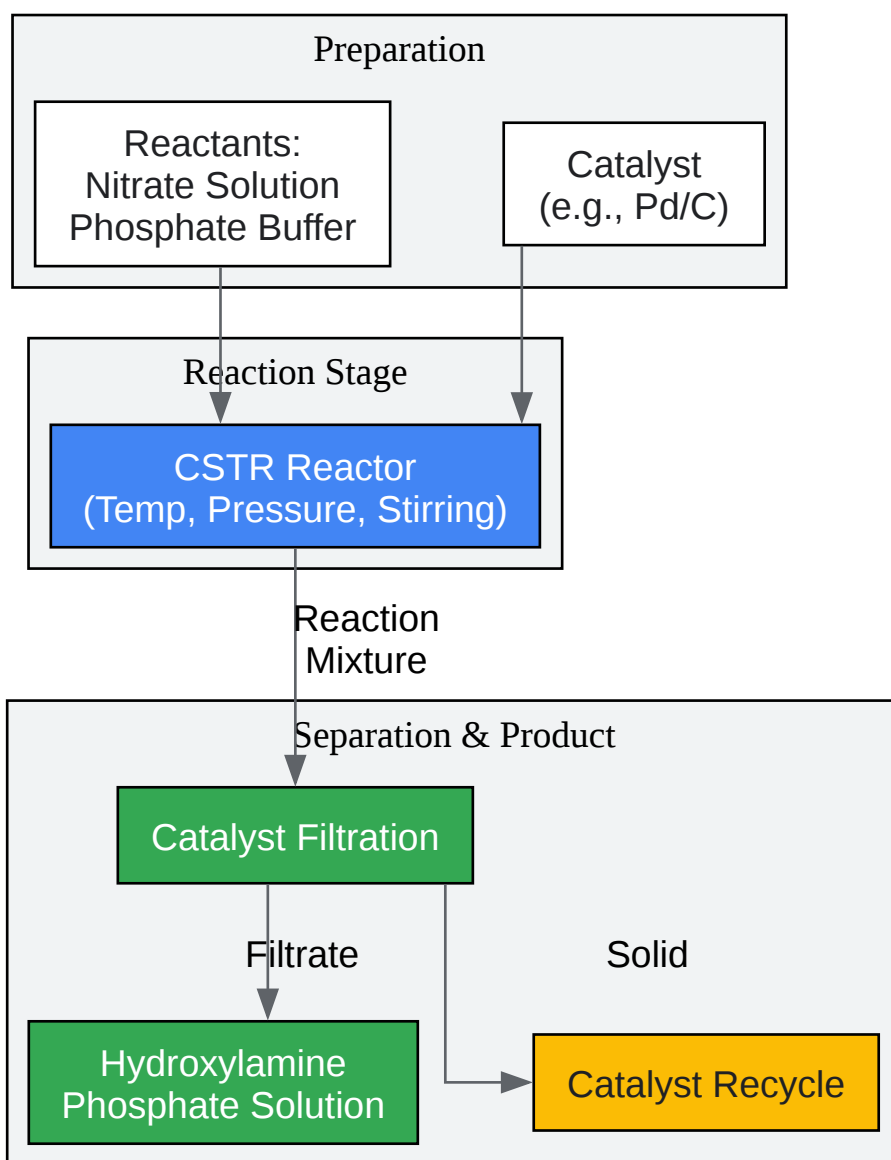 Preparation
Reactants:
Nitrate Solution
Phosphate Buffer
Catalyst
(e.g., Pd/C)
Reaction Stage
CSTR Reactor
(Temp, Pressure, Stirring)
Reaction
Mixture
Separation & Product
Catalyst Filtration
Filtrate
Solid
Hydroxylamine
Phosphate Solution
Catalyst Recycle